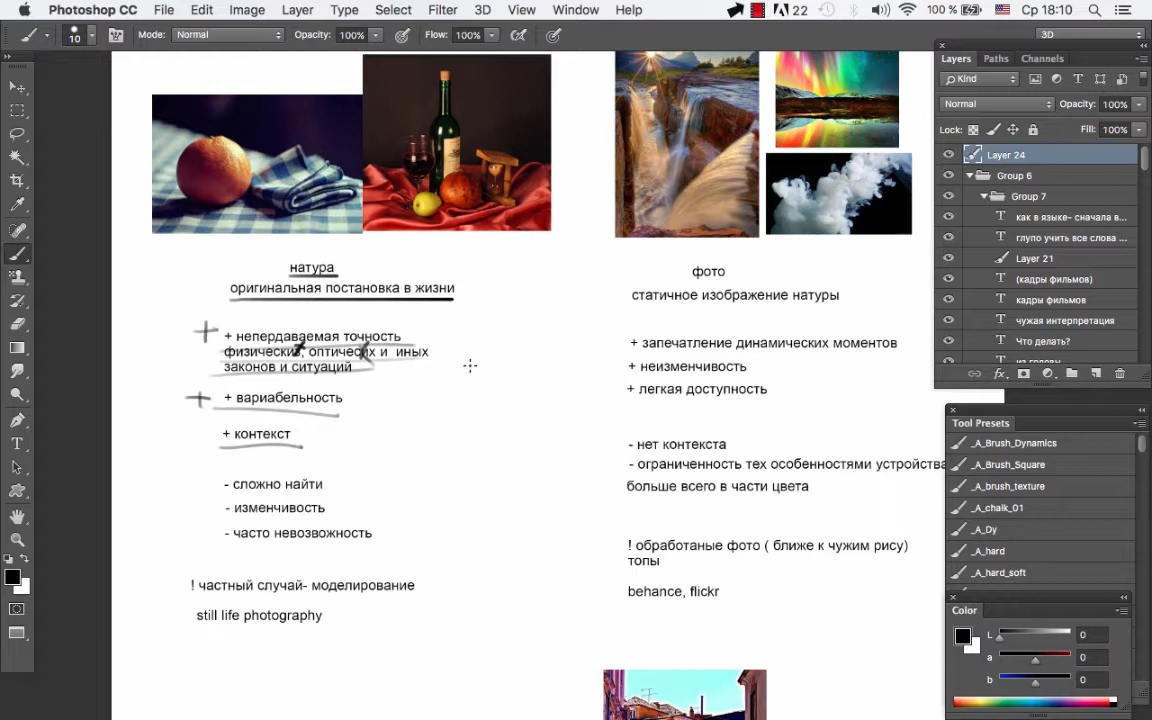 Photoshop CC File Edit Image Layer Type Select Filter 3D View Window Help 22 100 % Ср 18:10
10 Mode: Normal Opacity: 100% Flow: 100% 3D
Layers Paths Channels
Kind
Normal Opacity: 100%
Lock: Fill: 100%
Layer 24
Group 6
Group 7
как в языке- сначала в...
глупо учить все слова ...
Layer 21
(кадры фильмов)
кадры фильмов
чужая интерпретация
Что делать?
из головы
Tool Presets
_A_Brush_Dynamics
_A_Brush_Square
_A_brush_texture
_A_chalk_01
_A_Dy
_A_hard
_A_hard_soft
Color
L 0
a 0
b 0
натура
оригинальная постановка в жизни
+ + непердаваемая точность
физических, оптичесих и иных
законов и ситуаций
+ + вариабельность
+ контекст
- сложно найти
- изменчивость
- часто невозвожность
! частный случай- моделирование
still life photography
фото
статичное изображение натуры
+ запечатление динамических моментов
+ неизменчивость
+ легкая доступность
- нет контекста
- ограниченность тех особенностями устройства
больше всего в части цвета
! обработаные фото ( ближе к чужим рису)
топы
behance, flickr